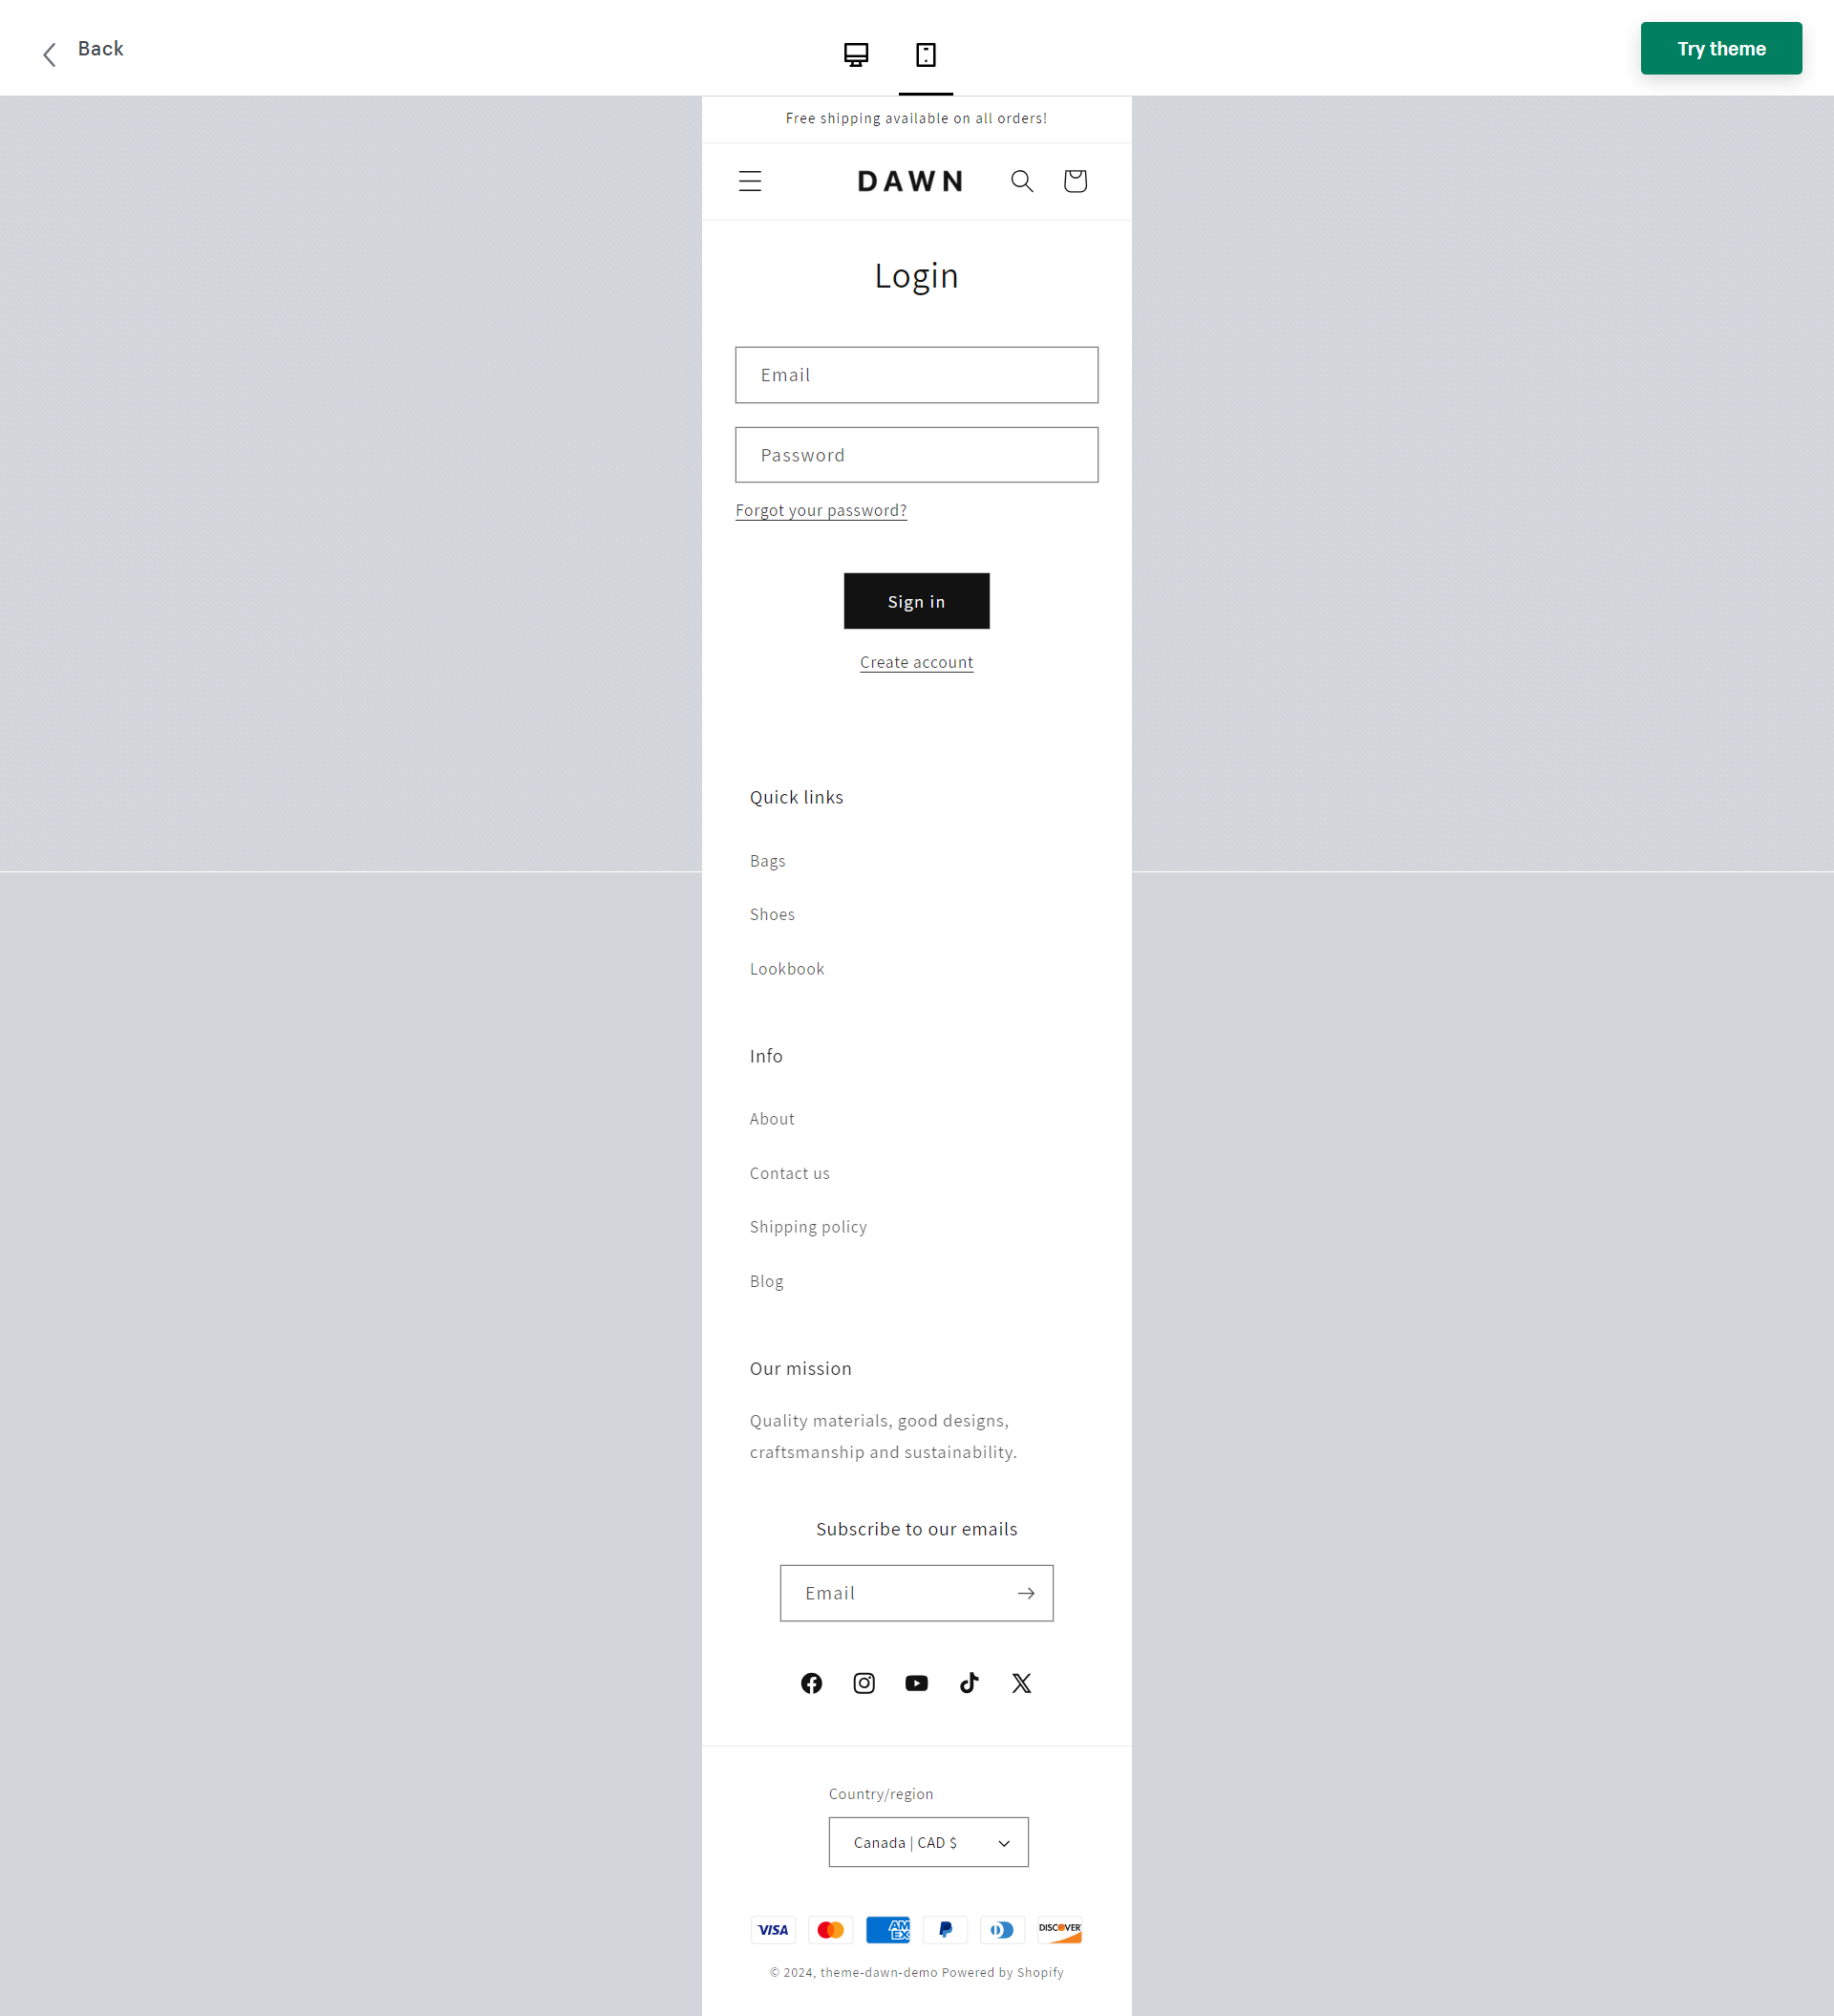 Back
Try theme
Free shipping available on all orders!
DAWN
Login
Email
Password
Forgot your password?
Sign in
Create account
Quick links
Bags
Shoes
Lookbook
Info
About
Contact us
Shipping policy
Blog
Our mission
Quality materials, good designs,
craftsmanship and sustainability.
Subscribe to our emails
Email
Country/region
Canada | CAD $
VISA AMEX DISCOVER
© 2024, theme-dawn-demo Powered by Shopify